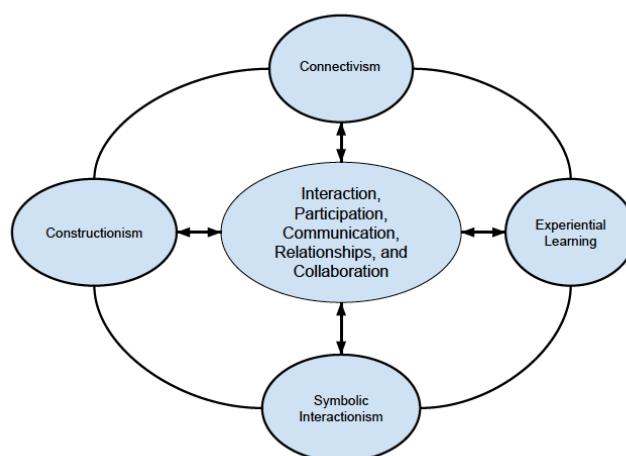 Connectivism
Interaction,
Participation,
Communication,
Relationships, and
Collaboration
Constructionism
Experiential
Learning
Symbolic
Interactionism